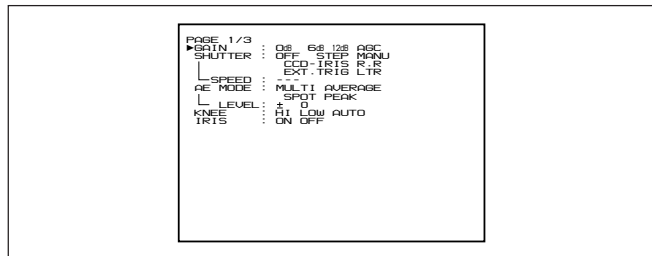 PAGE 1/3
►GAIN : 0dB 6dB 12dB AGC
SHUTTER : OFF STEP MANU
CCD-IRIS R.R
EXT.TRIG LTR
SPEED : ---
AE MODE : MULTI AVERAGE
SPOT PEAK
LEVEL : ± 0
KNEE : HI LOW AUTO
IRIS : ON OFF